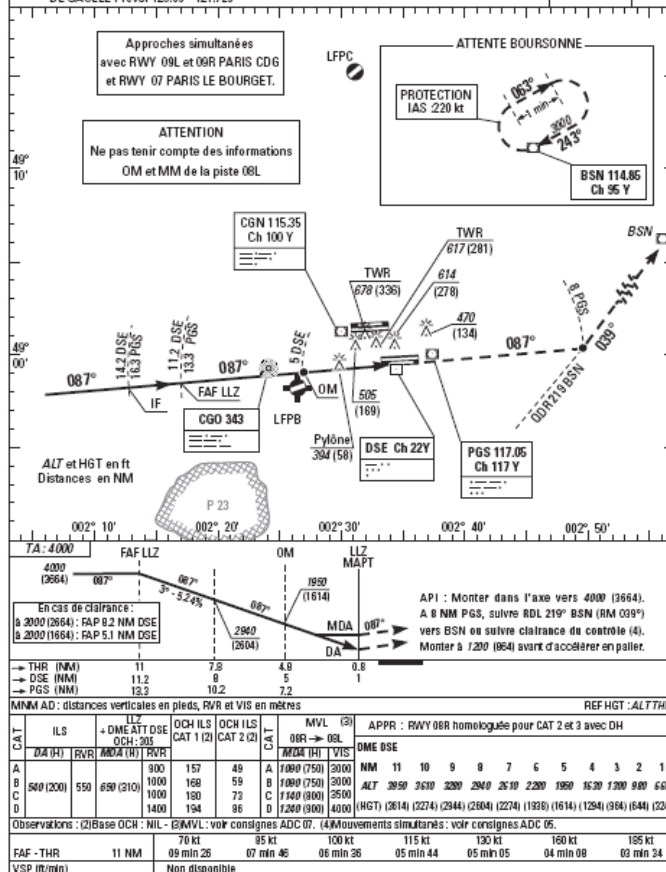 Approches simultanées
avec RWY 09L et 09R PARIS CDG
et RWY 07 PARIS LE BOURGET.
ATTENTION
Ne pas tenir compte des informations
OM et MM de la piste 08L
LFPC
ATTENTE BOURSONNE
PROTECTION
IAS :220 kt
063°
1 min
3000
243°
BSN 114.85
Ch 95 Y
49°
10'
CGN 115.35
Ch 100 Y
TWR
617 (281)
TWR
678 (336)
614
(278)
470
(134)
BSN
8 PGS
039°
QDR219 BSN
49°
00'
14.2 DSE
16.3 PGS
11.2 DSE
13.3 PGS
5 DSE
087°
087°
087°
087°
IF
FAF LLZ
OM
CGO 343
LFPB
505
(169)
Pylône
394 (58)
DSE Ch 22Y
PGS 117.05
Ch 117 Y
ALT et HGT en ft
Distances en NM
P 23
002° 10'
002° 20'
002° 30'
002° 40'
002° 50'
TA : 4000
FAF LLZ
OM
LLZ
MAPT
4000
(3664)
087°
087°
3° - 5.24%
087°
1950
(1614)
2940
(2604)
MDA
087°
DA
En cas de clairance :
à 3000 (2664) : FAP 8.2 NM DSE
à 2000 (1664) : FAP 5.1 NM DSE
API : Monter dans l'axe vers 4000 (3664).
A 8 NM PGS, suivre RDL 219° BSN (RM 039°)
vers BSN ou suivre clairance du contrôle (4).
Monter à 1200 (864) avant d'accélérer en palier.
THR (NM) 11 7.8 4.8 0.8
DSE (NM) 11.2 8 5 1
PGS (NM) 13.3 10.2 7.2
MNM AD : distances verticales en pieds, RVR et VIS en mètres
REF HGT : ALT THR
CAT ILS LLZ + DME ATT DSE OCH : 305 OCH ILS CAT 1 (2) OCH ILS CAT 2 (2) CAT MVL (3) 08R → 08L
DA (H) RVR MDA (H) RVR MDA (H) VIS
APPR : RWY 08R homologuée pour CAT 2 et 3 avec DH
DME DSE
A 900 157 49 A 1090 (750) 3000
B 540 (200) 550 650 (310) 1000 168 59 B 1090 (750) 3000
C 1000 180 73 C 1140 (800) 3500
D 1400 194 86 D 1240 (900) 4000
NM 11 10 9 8 7 6 5 4 3 2 1
ALT 3950 3610 3280 2940 2610 2280 1950 1630 1300 980
(HGT) (3614) (3274) (2944) (2604) (2274) (1938) (1614) (1294) (964) (644)
Observations : (2)Base OCH : NIL - (3)MVL : voir consignes ADC 07. (4)Mouvements simultanés : voir consignes ADC 05.
70 kt 85 kt 100 kt 115 kt 130 kt 160 kt 185 kt
FAF - THR 11 NM 09 min 26 07 min 46 06 min 36 05 min 44 05 min 05 04 min 08 03 min 34
VSP (ft/min) Non disponible